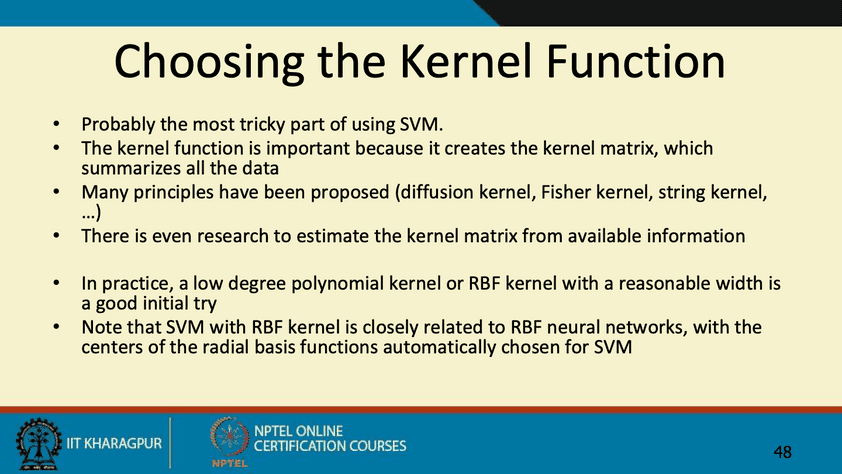 Choosing the Kernel Function
• Probably the most tricky part of using SVM.
• The kernel function is important because it creates the kernel matrix, which
summarizes all the data
• Many principles have been proposed (diffusion kernel, Fisher kernel, string kernel,
…)
• There is even research to estimate the kernel matrix from available information
• In practice, a low degree polynomial kernel or RBF kernel with a reasonable width is
a good initial try
• Note that SVM with RBF kernel is closely related to RBF neural networks, with the
centers of the radial basis functions automatically chosen for SVM
IIT KHARAGPUR
NPTEL
NPTEL ONLINE
CERTIFICATION COURSES
48